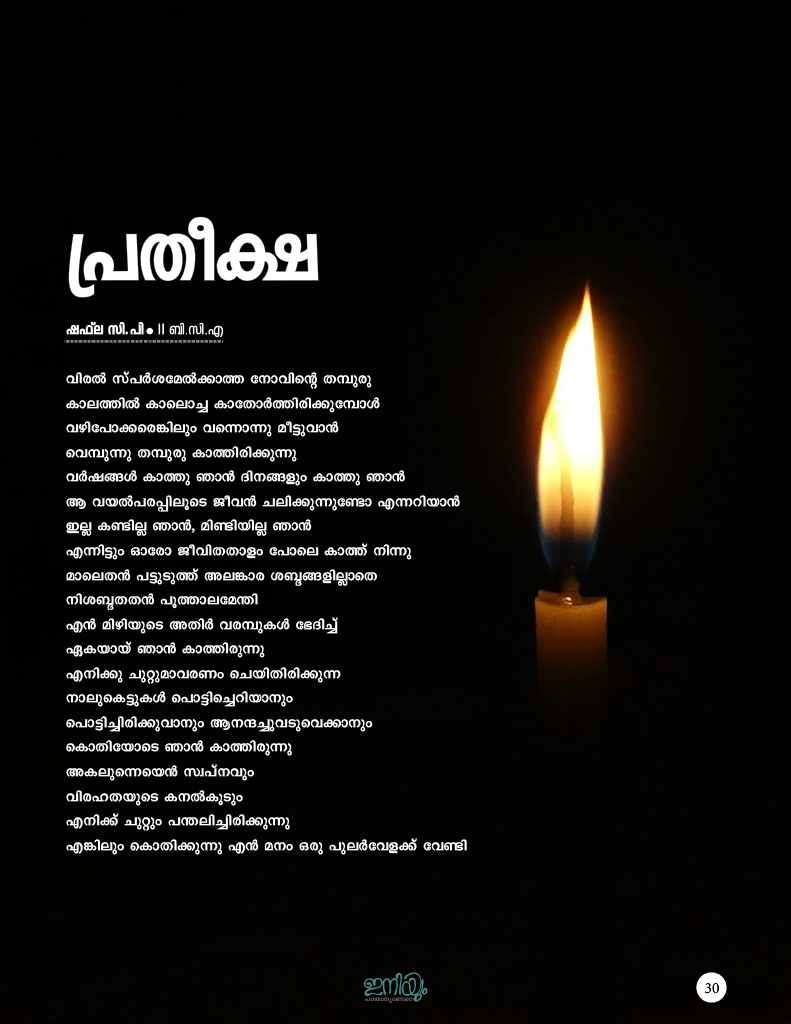 പ്രതീക്ഷ
ഷഫ്‌ല സി.പി ● II ബി.സി.എ
വിരൽ സ്പർശമേൽക്കാത്ത നോവിന്റെ തമ്പുരു
കാലത്തിൽ കാലൊച്ച കാതോർത്തിരിക്കുമ്പോൾ
വഴിപോക്കരെങ്കിലും വന്നൊന്നു മീട്ടുവാൻ
വെമ്പുന്നു തമ്പുരു കാത്തിരിക്കുന്നു
വർഷങ്ങൾ കാത്തു ഞാൻ ദിനങ്ങളും കാത്തു ഞാൻ
ആ വയൽപരപ്പിലൂടെ ജീവൻ ചലിക്കുന്നുണ്ടോ എന്നറിയാൻ
ഇല്ല കണ്ടില്ല ഞാൻ, മിണ്ടിയില്ല ഞാൻ
എന്നിട്ടും ഓരോ ജീവിതതാളം പോലെ കാത്ത് നിന്നു
മാലെതൻ പട്ടുടുത്ത് അലങ്കാര ശബ്ദങ്ങളില്ലാതെ
നിശബ്ദതതൻ പൂത്താലമേന്തി
എൻ മിഴിയുടെ അതിർ വരമ്പുകൾ ഭേദിച്ച്
ഏകയായ് ഞാൻ കാത്തിരുന്നു
എനിക്കു ചുറ്റുമാവരണം ചെയിതിരിക്കുന്ന
നാലുകെട്ടുകൾ പൊട്ടിച്ചെറിയാനും
പൊട്ടിച്ചിരിക്കുവാനും ആനന്ദച്ചുവടുവെക്കാനും
കൊതിയോടെ ഞാൻ കാത്തിരുന്നു
അകലുന്നെയെൻ സ്വപ്നവും
വിരഹതയുടെ കനൽകൂടും
എനിക്ക് ചുറ്റും പന്തലിച്ചിരിക്കുന്നു
എങ്കിലും കൊതിക്കുന്നു എൻ മനം ഒരു പുലർവേളക്ക് വേണ്ടി
ഇനിയും
പറയാനുണ്ടേറെ
30